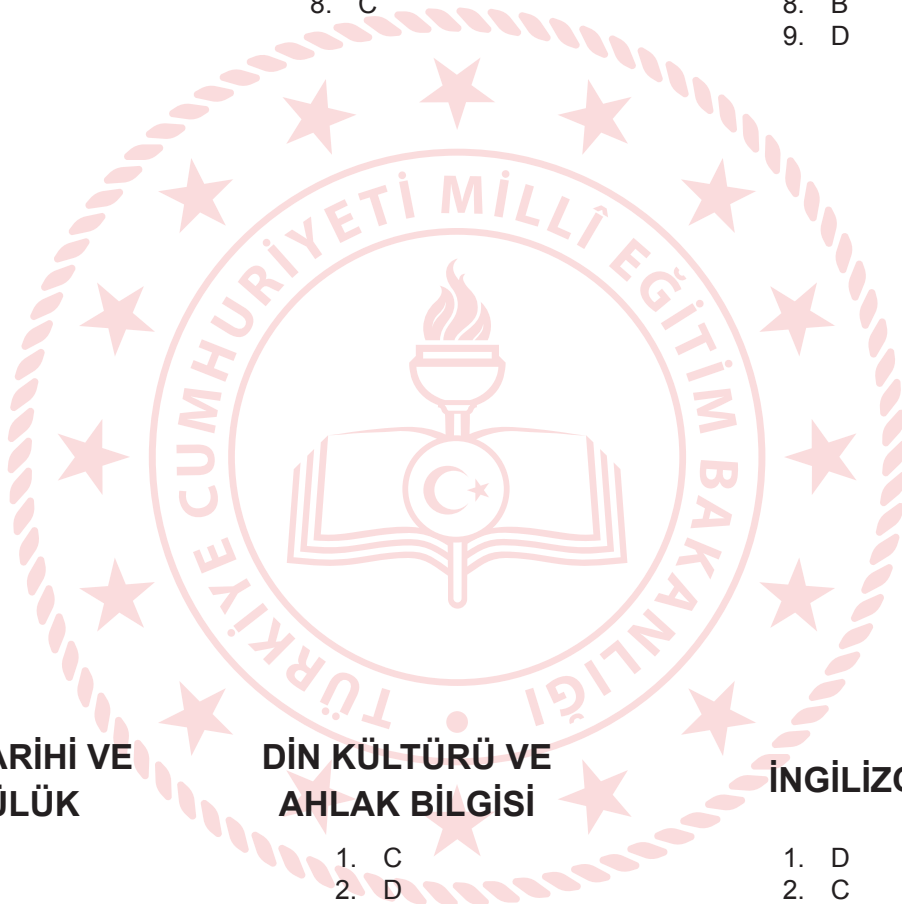 8. C
8. B
9. D
TÜRKİYE CUMHURİYETİ MİLLÎ EĞİTİM BAKANLIĞI
ARİHİ VE
ÜLÜK
DİN KÜLTÜRÜ VE
AHLAK BİLGİSİ
İNGİLİZC
1. C
2. D
1. D
2. C